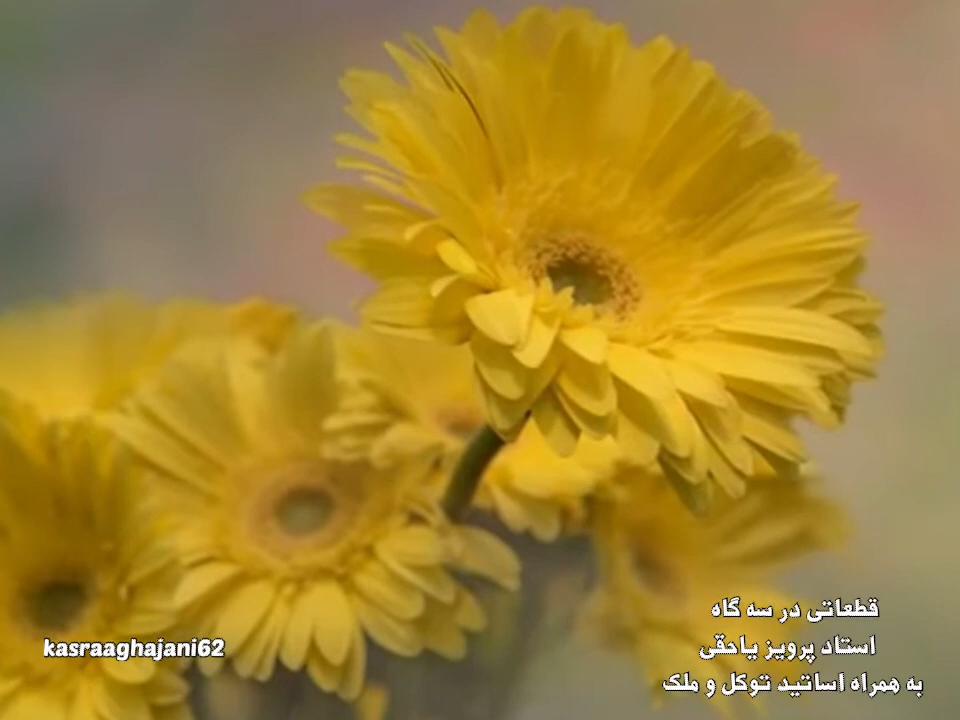 قطعاتی در سه گاه
استاد پرویز یاحقی
به همراه اساتید توکل و ملک
kasraaghajani62